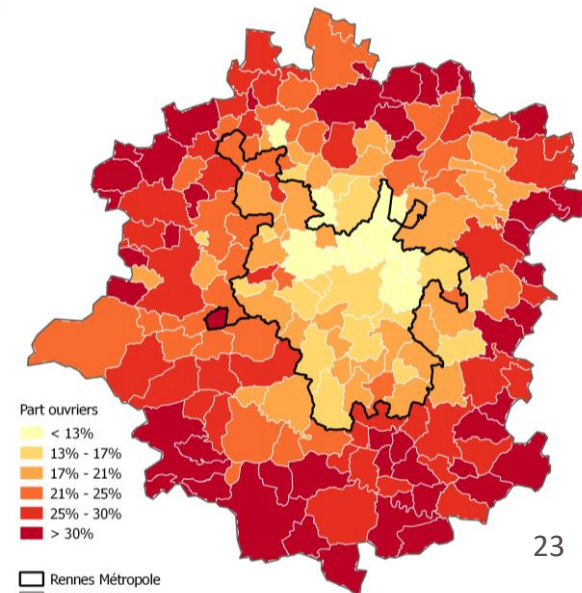 Part ouvriers
< 13%
13% - 17%
17% - 21%
21% - 25%
25% - 30%
> 30%
Rennes Métropole
23